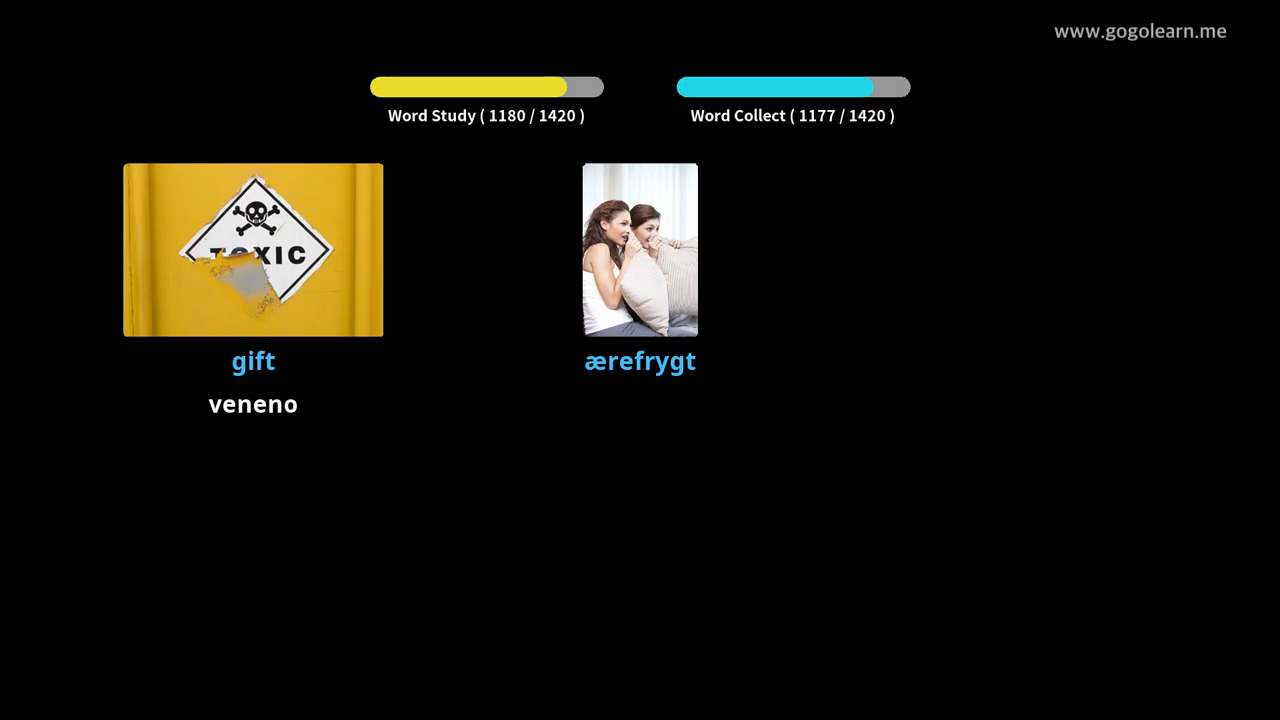 www.gogolearn.me
Word Study ( 1180 / 1420 )
Word Collect ( 1177 / 1420 )
TOXIC
gift
ærefrygt
veneno